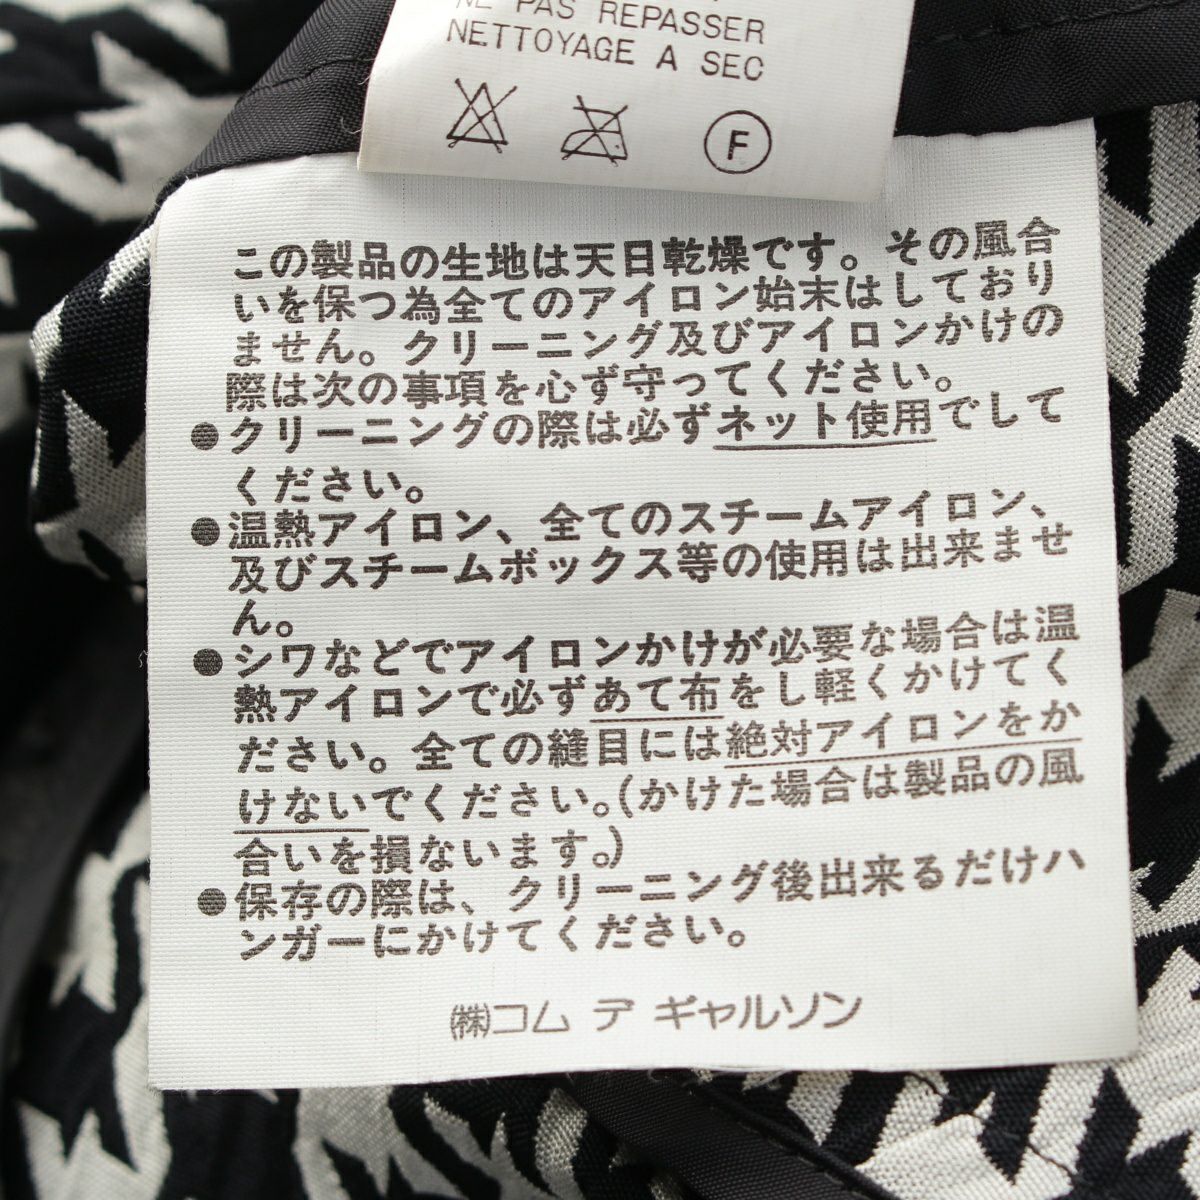 NE PAS REPASSER
NETTOYAGE A SEC
F
この製品の生地は天日乾燥です。その風合
いを保つ為全てのアイロン始末はしており
ません。クリーニング及びアイロンかけの
際は次の事項を心ず守ってください。
●クリーニングの際は必ずネット使用でして
ください。
●温熱アイロン、全てのスチームアイロン、
及びスチームボックス等の使用は出来ませ
ん。
●シワなどでアイロンかけが必要な場合は温
熱アイロンで必ずあて布をし軽くかけてく
ださい。全ての縫目には絶対アイロンをか
けないでください。(かけた場合は製品の風
合いを損ないます。)
●保存の際は、クリーニング後出来るだけハ
ンガーにかけてください。
㈱コム デ ギャルソン